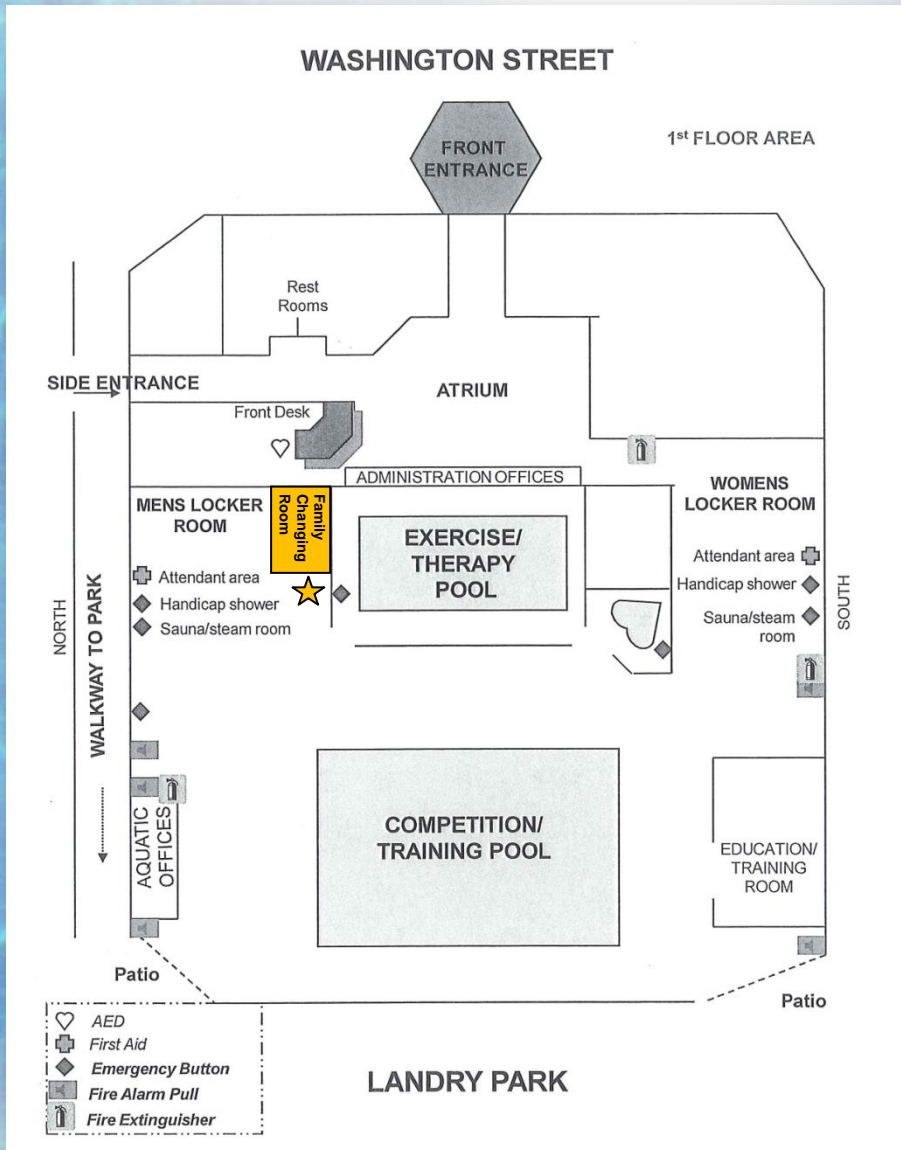 WASHINGTON STREET
FRONT
ENTRANCE
1st FLOOR AREA
Rest
Rooms
SIDE ENTRANCE
ATRIUM
Front Desk
ADMINISTRATION OFFICES
MENS LOCKER
ROOM
Family
Changing
Room
EXERCISE/
THERAPY
POOL
WOMENS
LOCKER ROOM
Attendant area
Handicap shower
Sauna/steam room
Attendant area
Handicap shower
Sauna/steam
room
NORTH
WALKWAY TO PARK
SOUTH
AQUATIC
OFFICES
COMPETITION/
TRAINING POOL
EDUCATION/
TRAINING
ROOM
Patio
Patio
AED
First Aid
Emergency Button
Fire Alarm Pull
Fire Extinguisher
LANDRY PARK